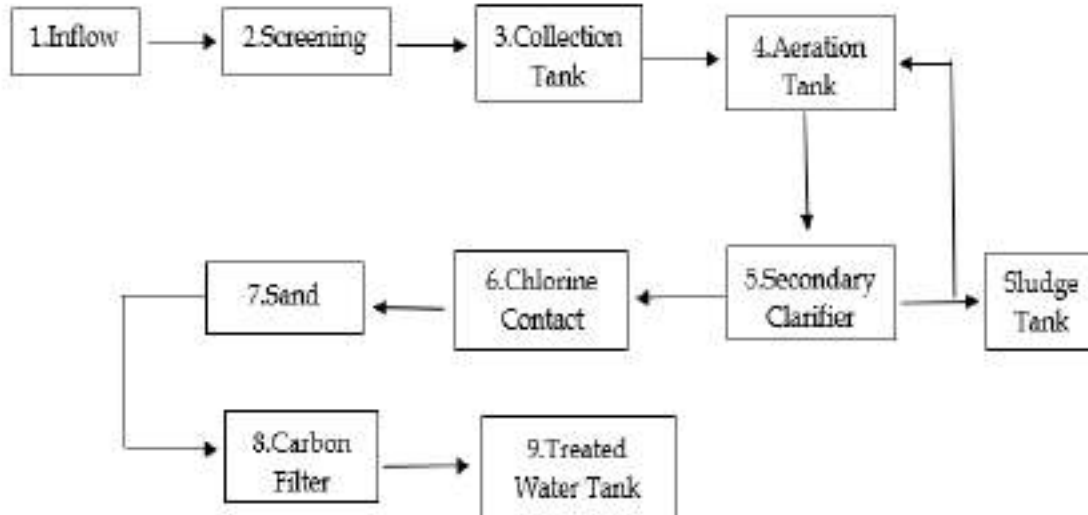 1.Inflow
2.Screening
3.Collection
Tank
4.Aeration
Tank
5.Secondary
Clarifier
Sludge
Tank
6.Chlorine
Contact
7.Sand
8.Carbon
Filter
9.Treated
Water Tank